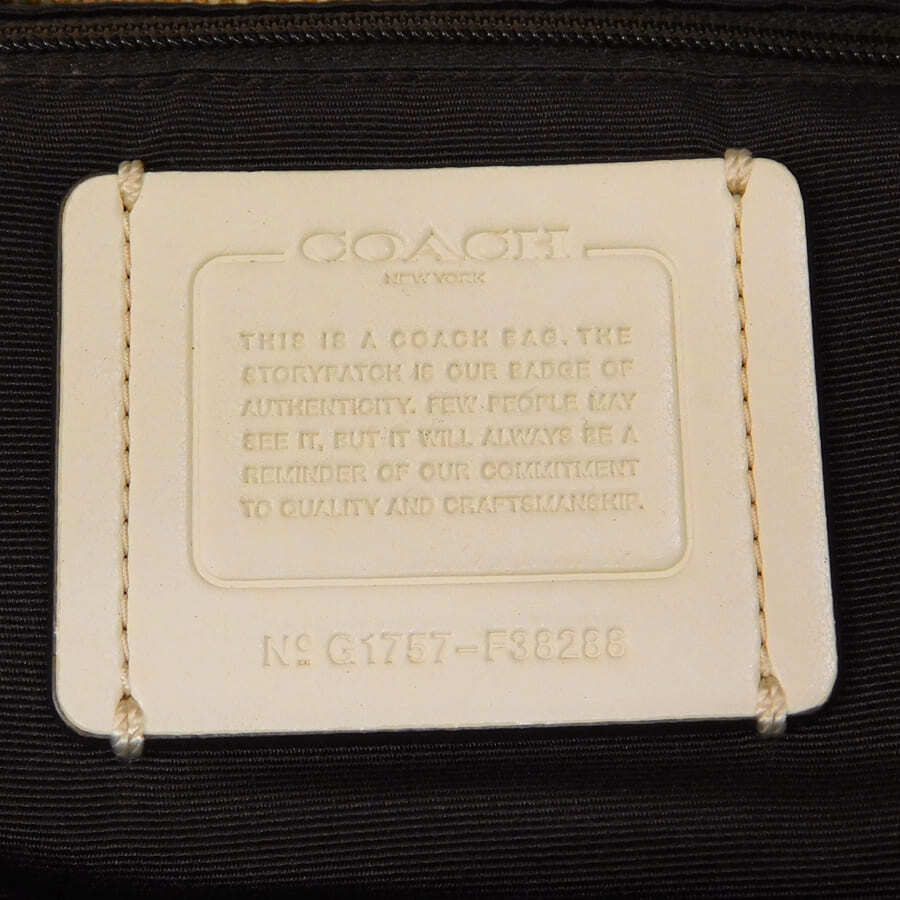 COACH
NEW YORK
THIS IS A COACH BAG. THE
STORYPATCH IS OUR BADGE OF
AUTHENTICITY. FEW PEOPLE MAY
SEE IT, BUT IT WILL ALWAYS BE A
REMINDER OF OUR COMMITMENT
TO QUALITY AND CRAFTSMANSHIP.
Nº G1757-F38288